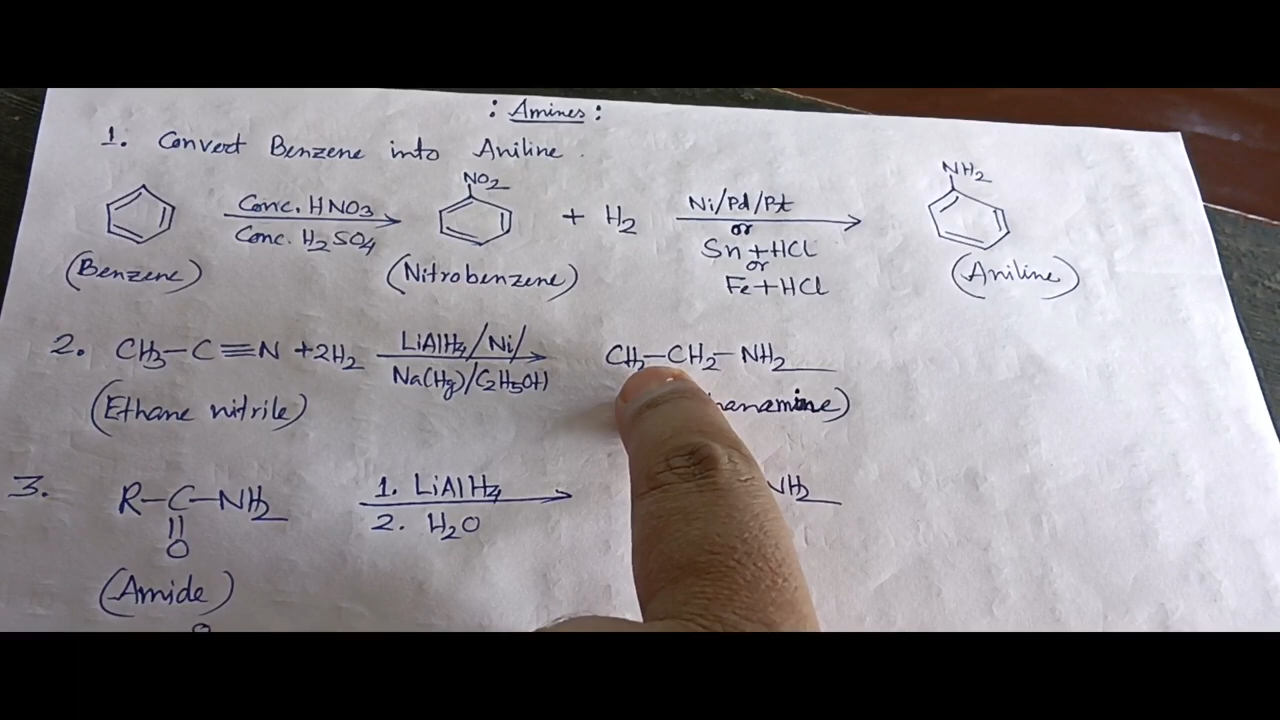 : Amines :
1. Convert Benzene into Aniline.
NO2
NH2
Conc. HNO3
Conc. H2SO4
+ H2
Ni/Pd/Pt
or
Sn + HCl
or
Fe + HCl
(Benzene) (Nitrobenzene) (Aniline)
2. CH3-C≡N +2H2 LiAlH4/Ni/ CH3-CH2-NH2
Na(Hg)/C2H5OH
(Ethane nitrile)
3. R-C-NH2 1. LiAlH4 NH2
O 2. H2O
(Amide)
O